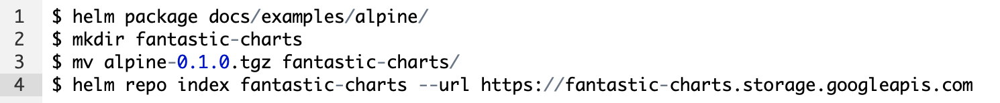 1 $ helm package docs/examples/alpine/
2 $ mkdir fantastic-charts
3 $ mv alpine-0.1.0.tgz fantastic-charts/
4 $ helm repo index fantastic-charts --url https://fantastic-charts.storage.googleapis.com